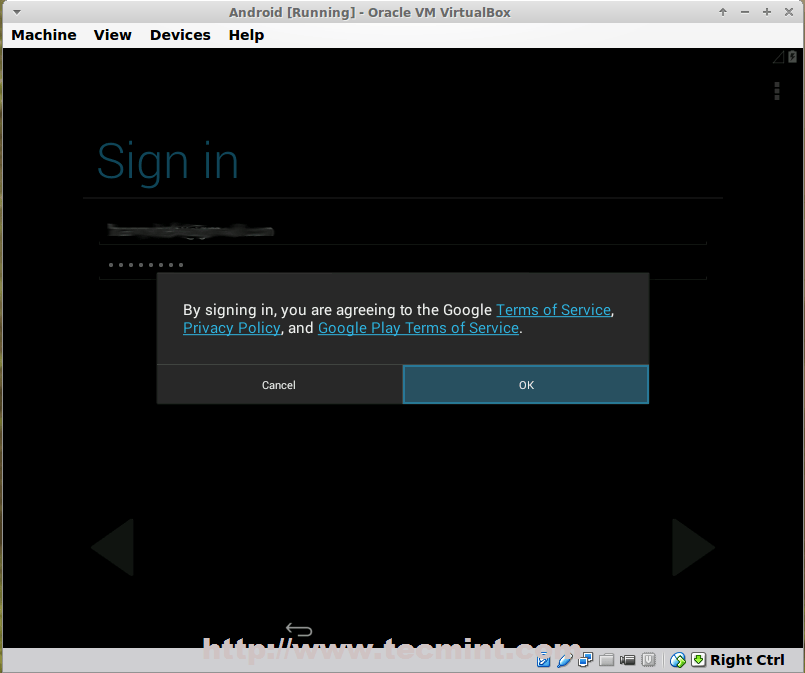 Android [Running] - Oracle VM VirtualBox
Machine View Devices Help
Sign in
By signing in, you are agreeing to the Google Terms of Service,
Privacy Policy, and Google Play Terms of Service.
Cancel OK
http://www.tecmint.com
Right Ctrl